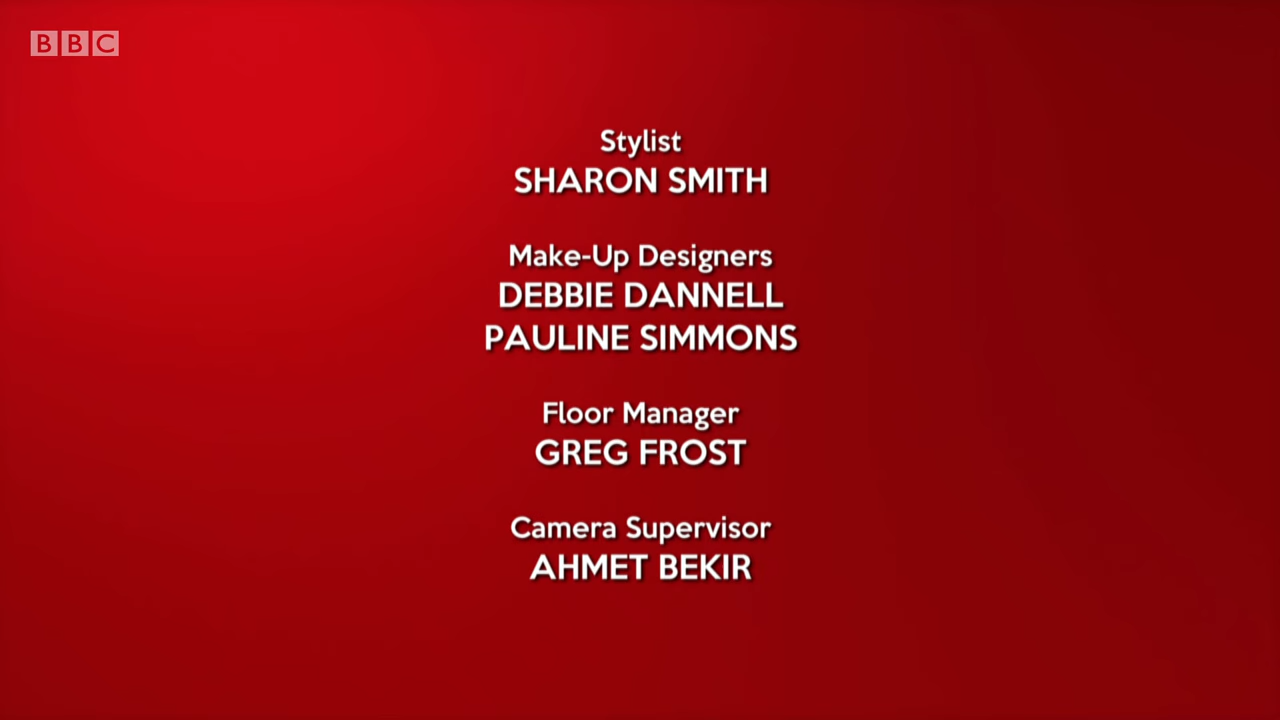 BBC
Stylist
SHARON SMITH
Make-Up Designers
DEBBIE DANNELL
PAULINE SIMMONS
Floor Manager
GREG FROST
Camera Supervisor
AHMET BEKIR